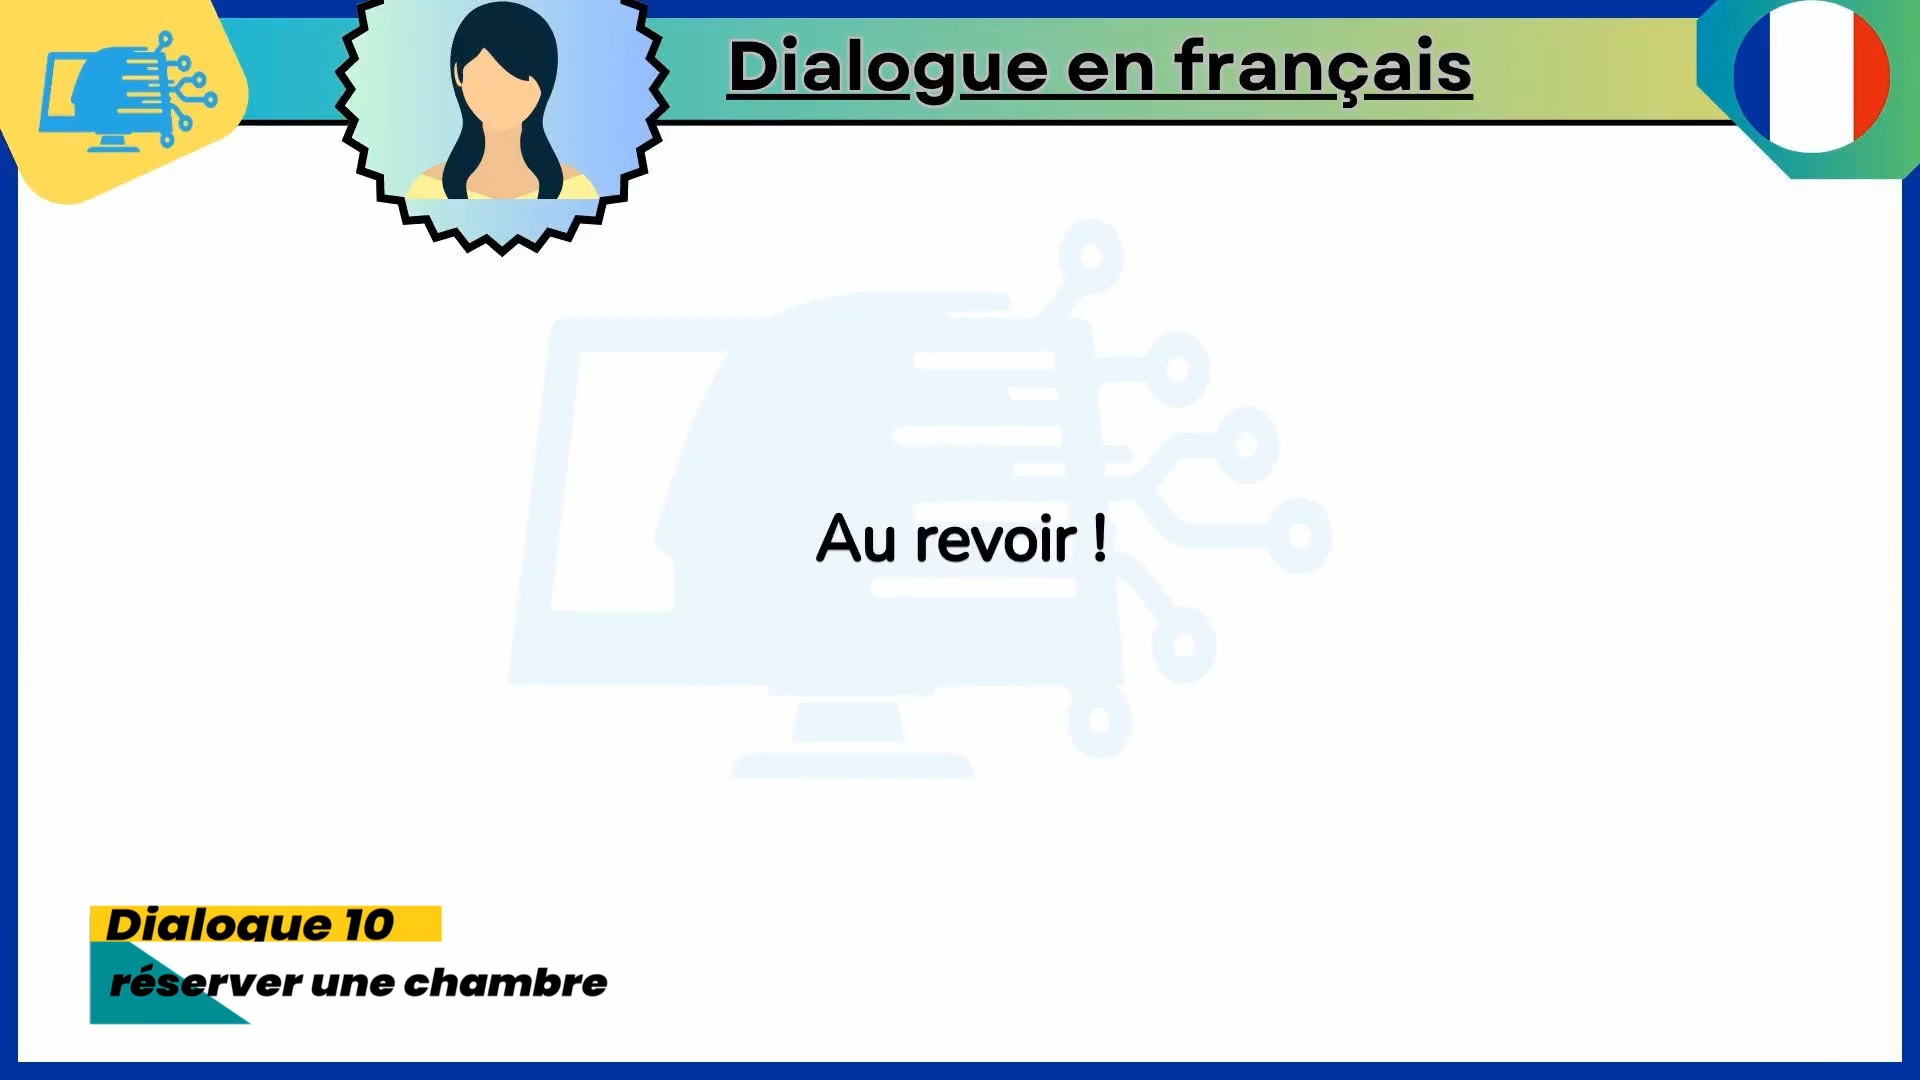 Dialogue en français
Au revoir !
Dialogue 10
réserver une chambre